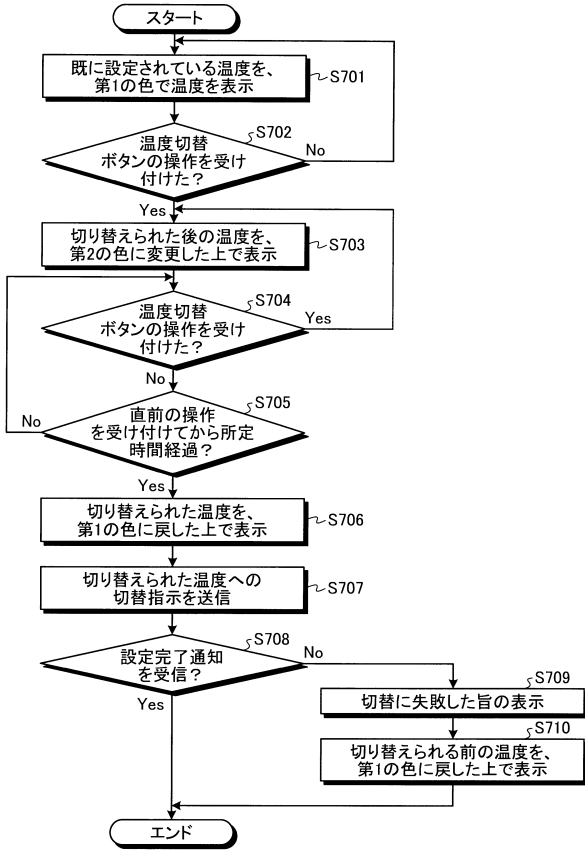 スタート
既に設定されている温度を、
第1の色で温度を表示
S701
温度切替
ボタンの操作を受け
付けた?
S702
No
Yes
切り替えられた後の温度を、
第2の色に変更した上で表示
S703
温度切替
ボタンの操作を受け
付けた?
S704
Yes
No
直前の操作
を受け付けてから所定
時間経過?
S705
No
Yes
切り替えられた温度を、
第1の色に戻した上で表示
S706
切り替えられた温度への
切替指示を送信
S707
設定完了通知
を受信?
S708
No
Yes
切替に失敗した旨の表示
S709
切り替えられる前の温度を、
第1の色に戻した上で表示
S710
エンド